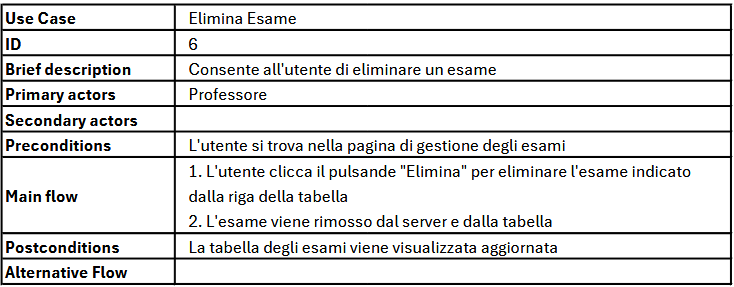 Use Case Elimina Esame
ID 6
Brief description Consente all'utente di eliminare un esame
Primary actors Professore
Secondary actors
Preconditions L'utente si trova nella pagina di gestione degli esami
Main flow 1. L'utente clicca il pulsande "Elimina" per eliminare l'esame indicato
dalla riga della tabella
2. L'esame viene rimosso dal server e dalla tabella
Postconditions La tabella degli esami viene visualizzata aggiornata
Alternative Flow